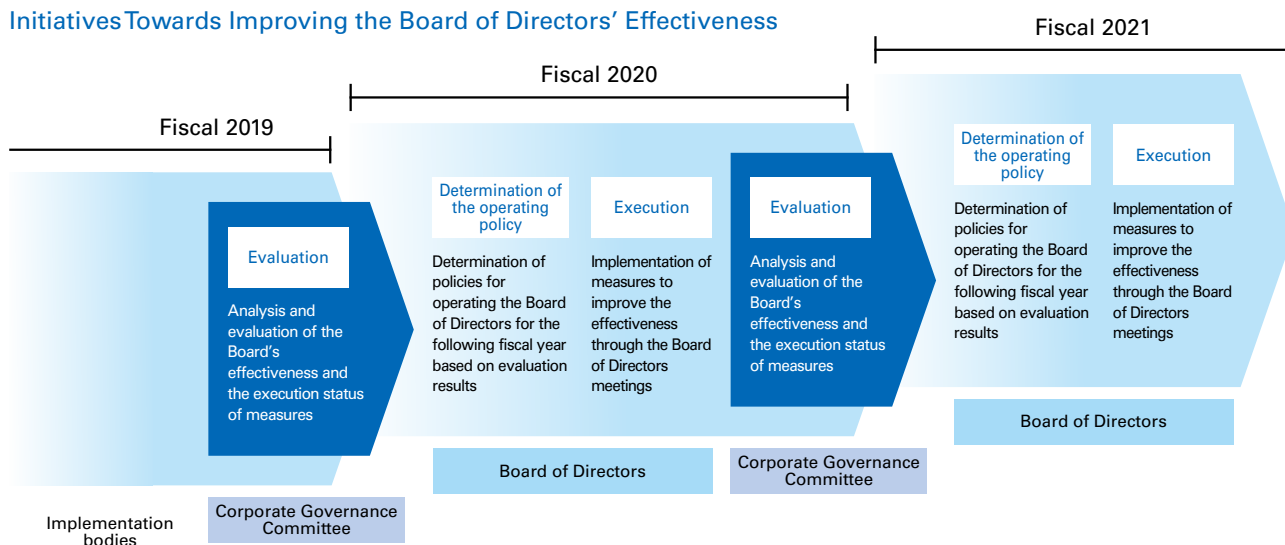 Initiatives Towards Improving the Board of Directors' Effectiveness
Fiscal 2019
Fiscal 2020
Fiscal 2021
Evaluation
Analysis and
evaluation of the
Board's
effectiveness and
the execution status
of measures
Determination of
the operating
policy
Determination of
policies for
operating the Board
of Directors for the
following fiscal year
based on evaluation
results
Execution
Implementation of
measures to
improve the
effectiveness
through the Board
of Directors
meetings
Evaluation
Analysis and
evaluation of the
Board's
effectiveness and
the execution status
of measures
Determination of
the operating
policy
Determination of
policies for
operating the Board
of Directors for the
following fiscal year
based on evaluation
results
Execution
Implementation of
measures to
improve the
effectiveness
through the Board
of Directors
meetings
Implementation
bodies
Corporate Governance
Committee
Board of Directors
Corporate Governance
Committee
Board of Directors